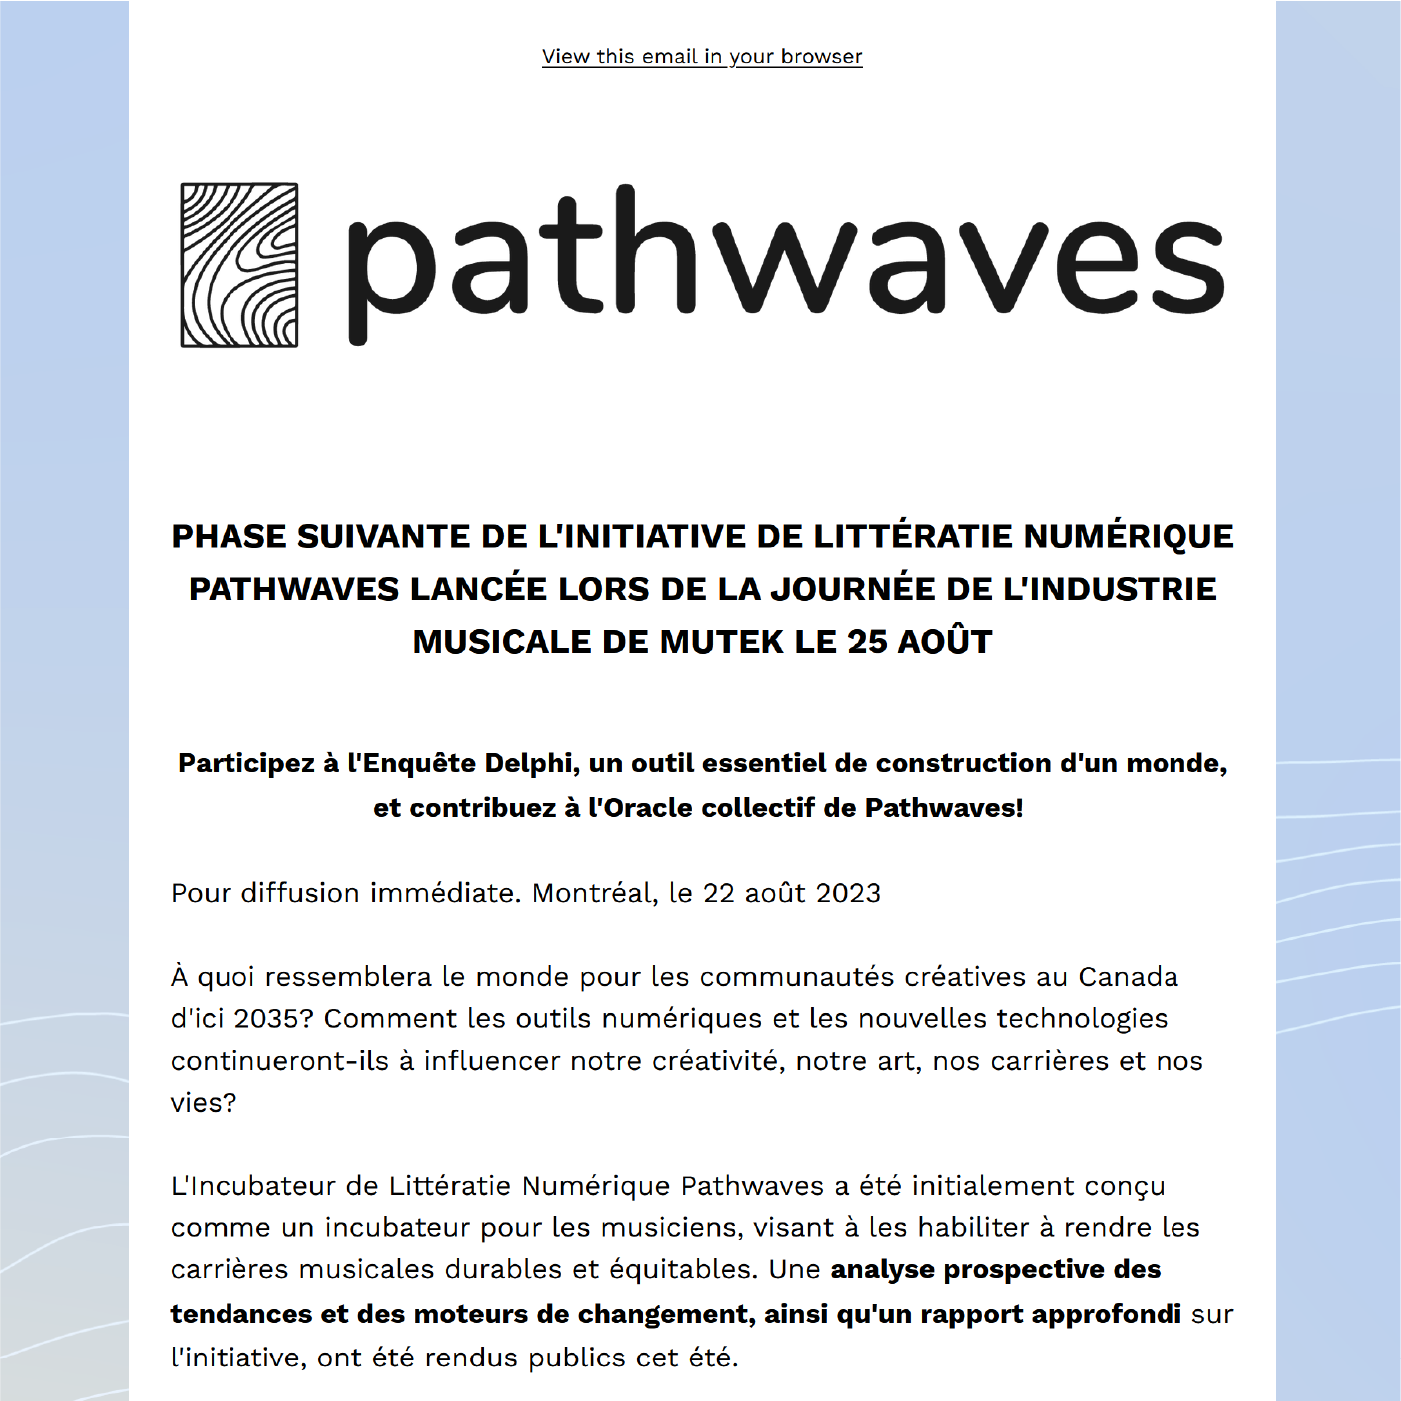 View this email in your browser
pathwaves
PHASE SUIVANTE DE L'INITIATIVE DE LITTÉRATIE NUMÉRIQUE
PATHWAVES LANCÉE LORS DE LA JOURNÉE DE L'INDUSTRIE
MUSICALE DE MUTEK LE 25 AOÛT
Participez à l'Enquête Delphi, un outil essentiel de construction d'un monde,
et contribuez à l'Oracle collectif de Pathwaves!
Pour diffusion immédiate. Montréal, le 22 août 2023
À quoi ressemblera le monde pour les communautés créatives au Canada
d'ici 2035? Comment les outils numériques et les nouvelles technologies
continueront-ils à influencer notre créativité, notre art, nos carrières et nos
vies?
L'Incubateur de Littératie Numérique Pathwaves a été initialement conçu
comme un incubateur pour les musiciens, visant à les habiliter à rendre les
carrières musicales durables et équitables. Une analyse prospective des
tendances et des moteurs de changement, ainsi qu'un rapport approfondi sur
l'initiative, ont été rendus publics cet été.